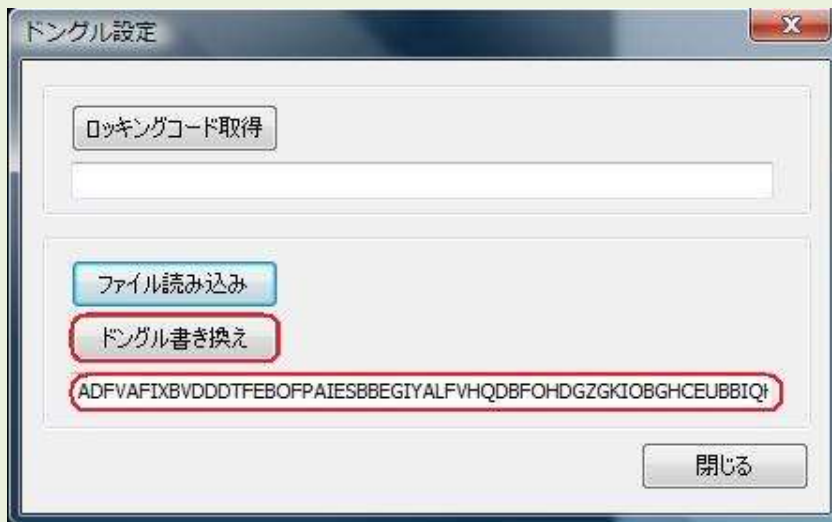 ドングル設定
ロッキングコード取得
ファイル読み込み
ドングル書き換え
ADFVAFIXBVDDDTFEBOFPAIESBBEGIYALFVHQDBFOHDGZGKIOBGHCEUBBIQ
閉じる